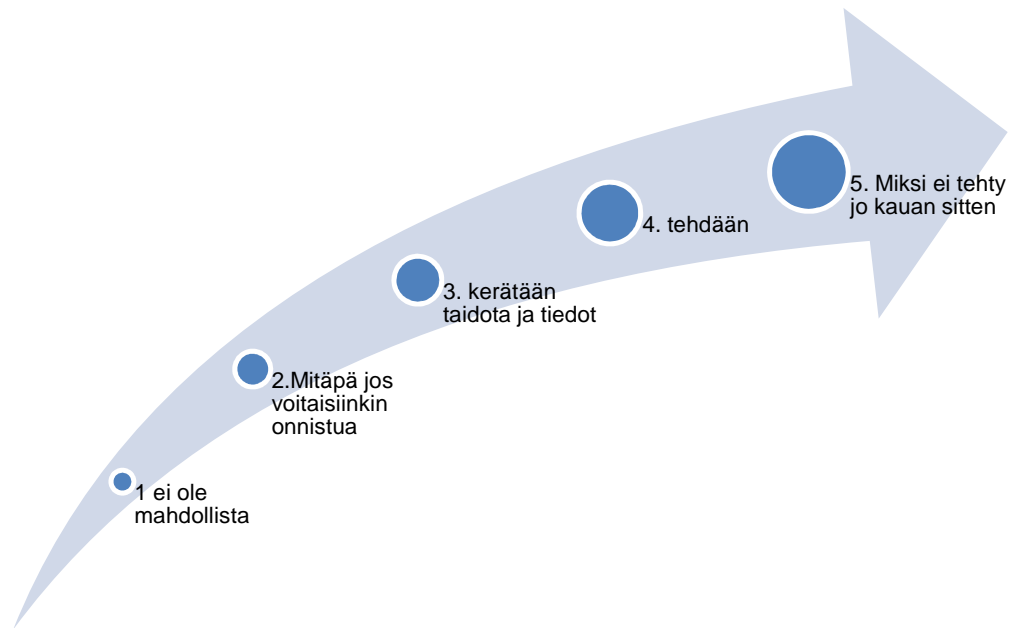 1 ei ole
mahdollista
2.Mitäpä jos
voitaisiinkin
onnistua
3. kerätään
taidota ja tiedot
4. tehdään
5. Miksi ei tehty
jo kauan sitten